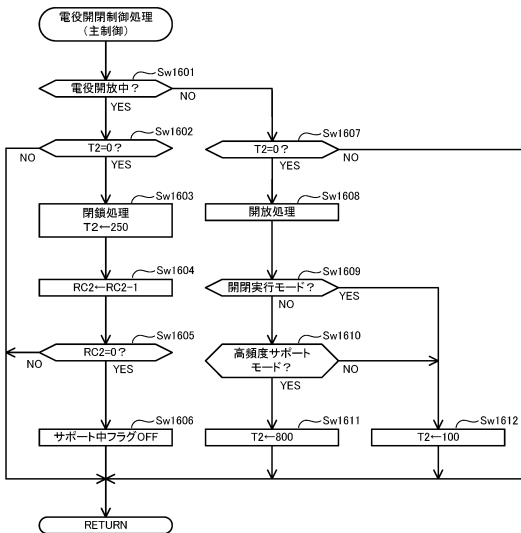 電役開閉制御処理
(主制御)
Sw1601
電役開放中？
NO
YES
Sw1602
T2=0？
NO
YES
Sw1607
T2=0？
NO
YES
Sw1603
閉鎖処理
T2←250
Sw1608
開放処理
Sw1604
RC2←RC2-1
Sw1609
開閉実行モード？
YES
NO
Sw1605
RC2=0？
NO
YES
Sw1610
高頻度サポート
モード？
NO
YES
Sw1606
サポート中フラグOFF
Sw1611
T2←800
Sw1612
T2←100
RETURN